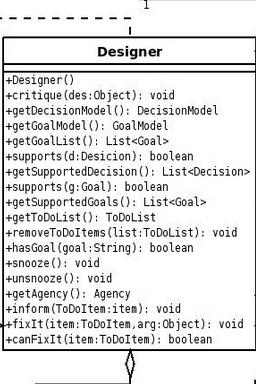 1
Designer
+Designer()
+critique(des:Object): void
+getDecisionModel(): DecisionModel
+getGoalModel(): GoalModel
+getGoalList(): List<Goal>
+supports(d:Desicion): boolean
+getSupportedDecision(): List<Decision>
+supports(g:Goal): boolean
+getSupportedGoals(): List<Goal>
+getToDoList(): ToDoList
+removeToDoItems(list:ToDoList): void
+hasGoal(goal:String): boolean
+snooze(): void
+unsnooze(): void
+getAgency(): Agency
+inform(ToDoItem:item): void
+fixIt(item:ToDoItem,arg:Object): void
+canFixIt(item:ToDoItem): boolean